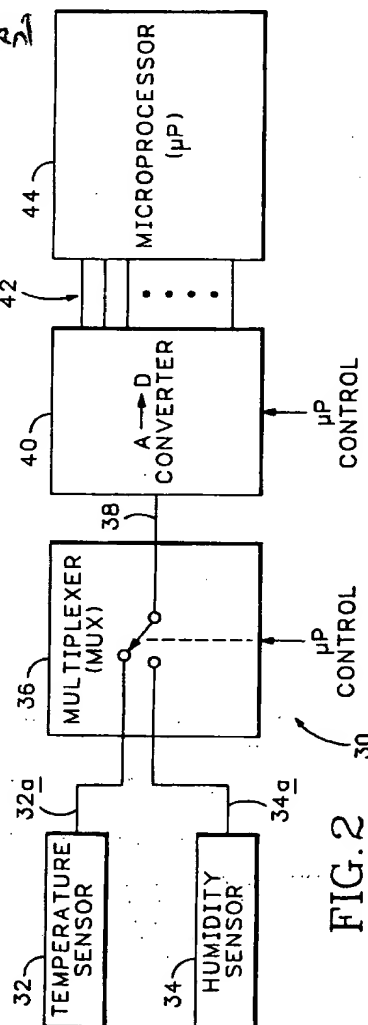 32
TEMPERATURE
SENSOR
32a
34
HUMIDITY
SENSOR
34a
36
MULTIPLEXER
(MUX)
µP
CONTROL
30
38
40
A → D
CONVERTER
µP
CONTROL
42
44
MICROPROCESSOR
(µP)
FIG.2